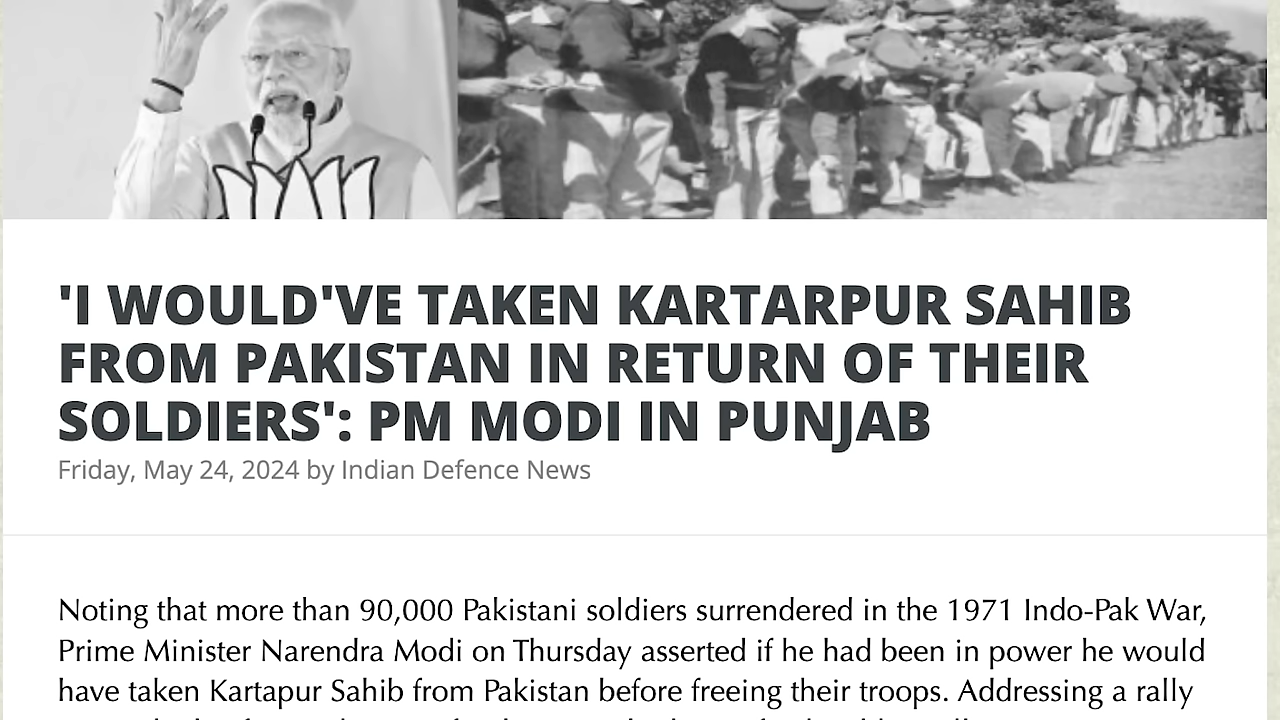 'I WOULD'VE TAKEN KARTARPUR SAHIB
FROM PAKISTAN IN RETURN OF THEIR
SOLDIERS': PM MODI IN PUNJAB
Friday, May 24, 2024 by Indian Defence News
Noting that more than 90,000 Pakistani soldiers surrendered in the 1971 Indo-Pak War,
Prime Minister Narendra Modi on Thursday asserted if he had been in power he would
have taken Kartapur Sahib from Pakistan before freeing their troops. Addressing a rally